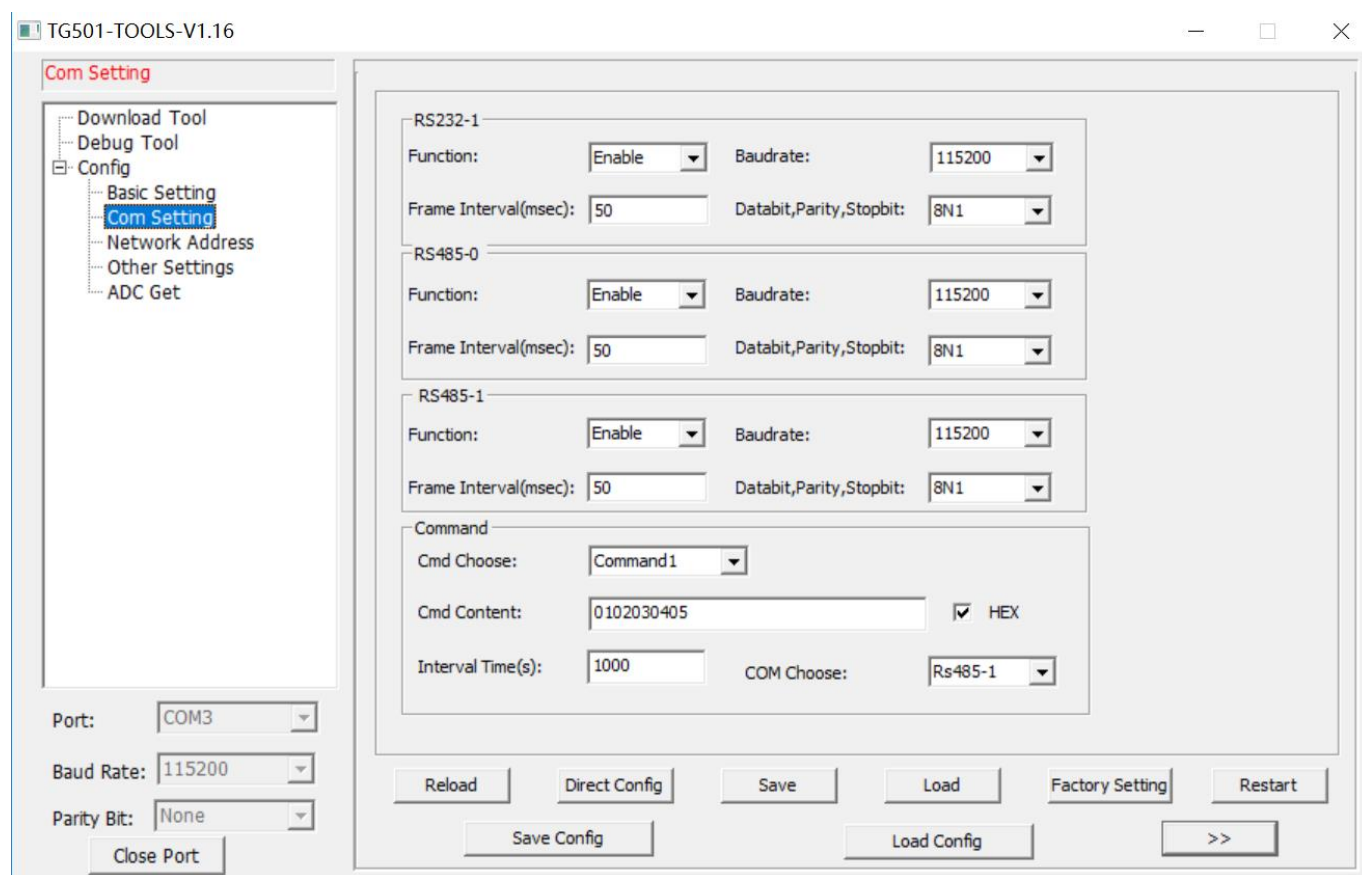 TG501-TOOLS-V1.16
Com Setting
Download Tool
Debug Tool
Config
Basic Setting
Com Setting
Network Address
Other Settings
ADC Get
Port: COM3
Baud Rate: 115200
Parity Bit: None
Close Port
RS232-1
Function: Enable Baudrate: 115200
Frame Interval(msec): 50 Databit,Parity,Stopbit: 8N1
RS485-0
Function: Enable Baudrate: 115200
Frame Interval(msec): 50 Databit,Parity,Stopbit: 8N1
RS485-1
Function: Enable Baudrate: 115200
Frame Interval(msec): 50 Databit,Parity,Stopbit: 8N1
Command
Cmd Choose: Command1
Cmd Content: 0102030405 HEX
Interval Time(s): 1000 COM Choose: Rs485-1
Reload Direct Config Save Load Factory Setting Restart
Save Config Load Config >>